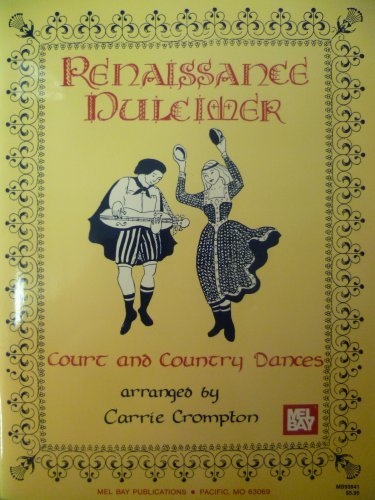 RENAISSANCE
DULCIMER
Court and Country Dances
arranged by
Carrie Crompton
MEL
BAY
MEL BAY PUBLICATIONS • PACIFIC, MO 63069